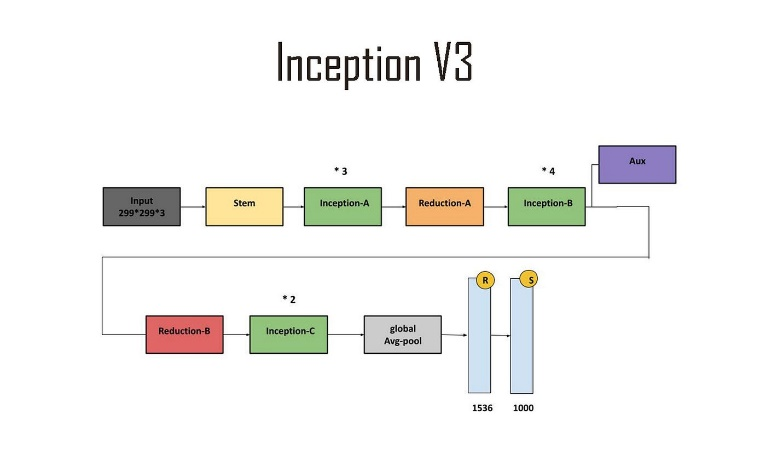 Inception V3
Aux
* 3
* 4
Input
299*299*3
Stem
Inception-A
Reduction-A
Inception-B
* 2
R
S
Reduction-B
Inception-C
global
Avg-pool
1536
1000